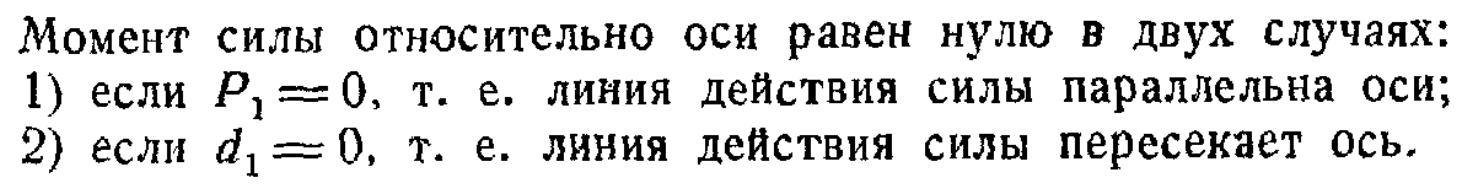 Момент силы относительно оси равен нулю в двух случаях:
1) если P₁ = 0, т. е. линия действия силы параллельна оси;
2) если d₁ = 0, т. е. линия действия силы пересекает ось.